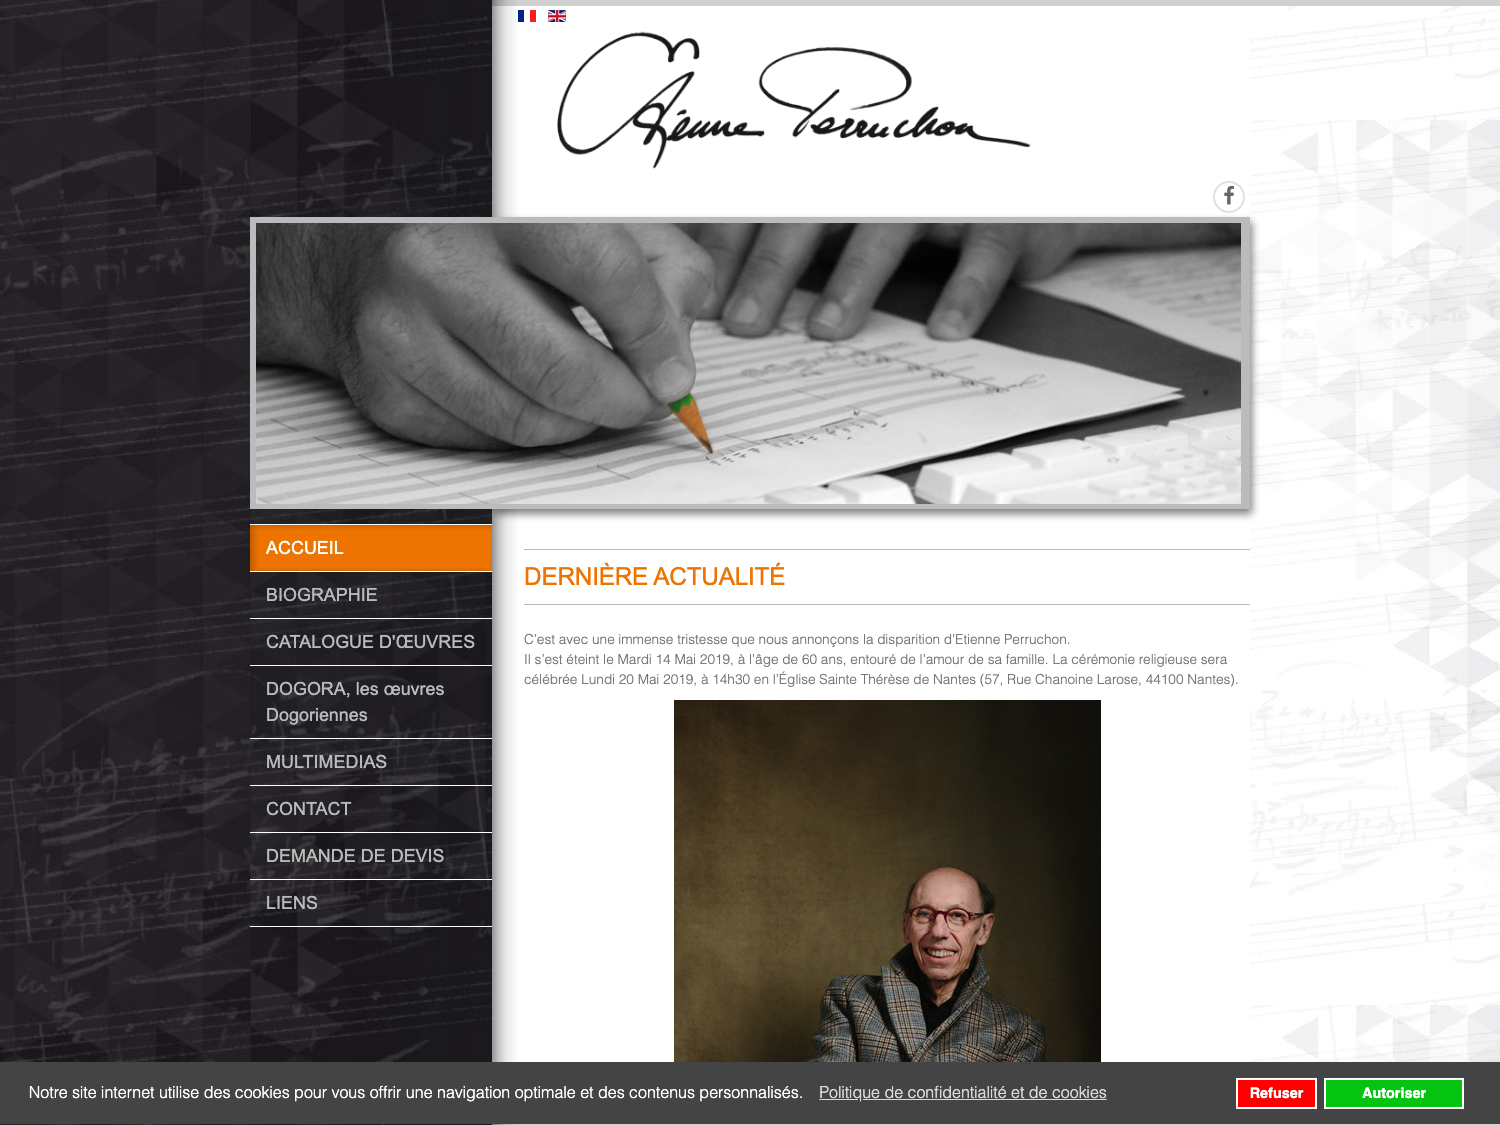 Etienne Perruchon
ACCUEIL
BIOGRAPHIE
CATALOGUE D'ŒUVRES
DOGORA, les œuvres
Dogoriennes
MULTIMEDIAS
CONTACT
DEMANDE DE DEVIS
LIENS
DERNIÈRE ACTUALITÉ
C'est avec une immense tristesse que nous annonçons la disparition d'Etienne Perruchon.
Il s'est éteint le Mardi 14 Mai 2019, à l'âge de 60 ans, entouré de l'amour de sa famille. La cérémonie religieuse sera
célébrée Lundi 20 Mai 2019, à 14h30 en l'Église Sainte Thérèse de Nantes (57, Rue Chanoine Larose, 44100 Nantes).
Notre site internet utilise des cookies pour vous offrir une navigation optimale et des contenus personnalisés. Politique de confidentialité et de cookies
Refuser
Autoriser